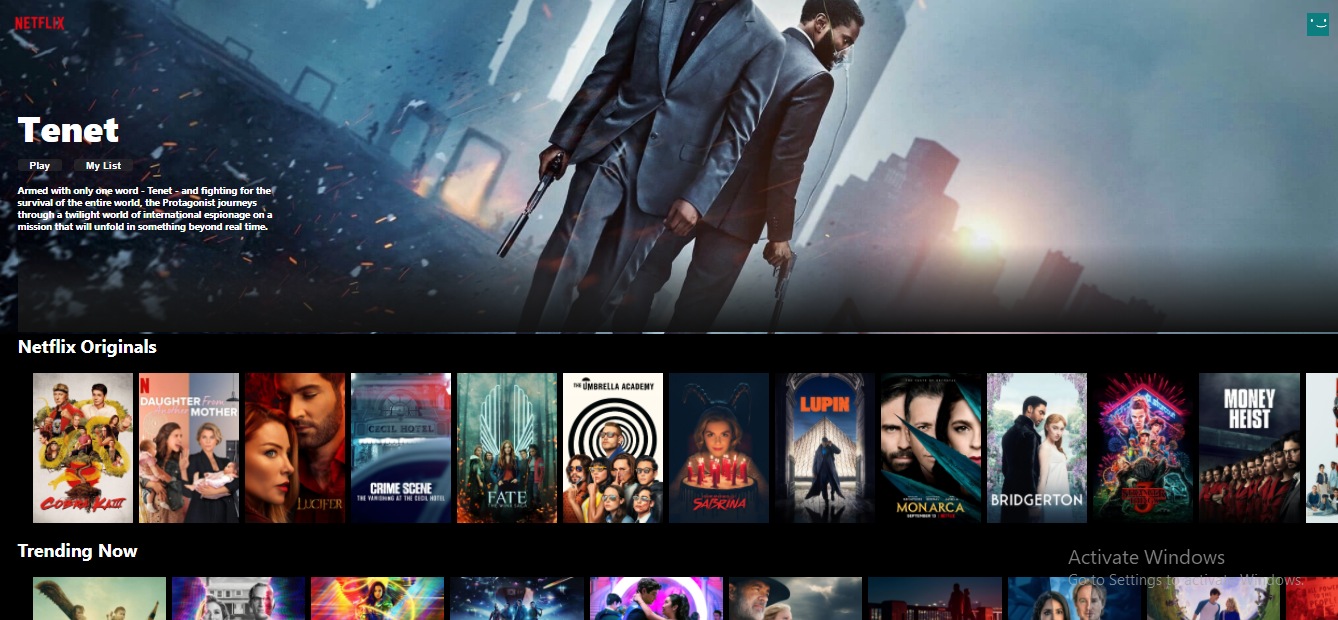 NETFLIX
Tenet
Play
My List
Armed with only one word - Tenet - and fighting for the
survival of the entire world, the Protagonist journeys
through a twilight world of international espionage on a
mission that will unfold in something beyond real time.
Netflix Originals
COBRA KAI
N
DAUGHTER FROM
MOTHER
LUCIFER
CECIL HOTEL
CRIME SCENE
THE VANISHING AT THE CECIL HOTEL
FATE
THE WINX SAGA
THE UMBRELLA ACADEMY
SABRINA
LUPIN
MONARCA
SEPTEMBER 13
BRIDGERTON
MONEY
HEIST
Trending Now
Activate Windows
Go to Settings to activate Windows.